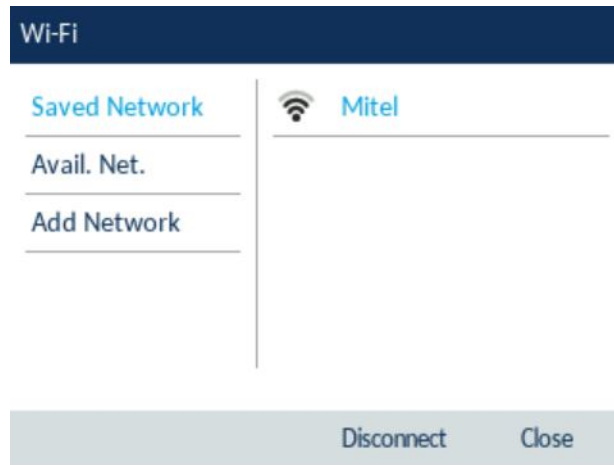 Wi-Fi
Saved Network
Mitel
Avail. Net.
Add Network
Disconnect
Close